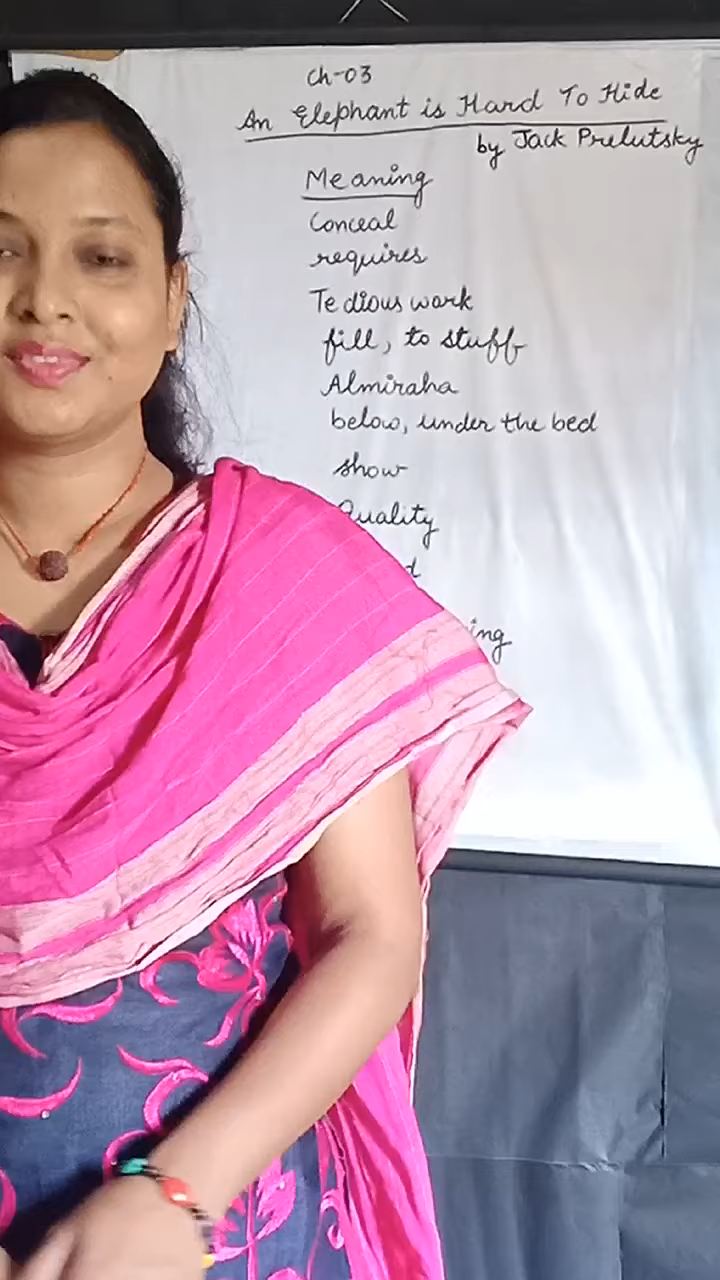 Ch-03
An Elephant is Hard To Hide
by Jack Prelutsky
Meaning
Conceal
requires
Tedious work
fill, to stuff
Almiraha
below, under the bed
show
Quality